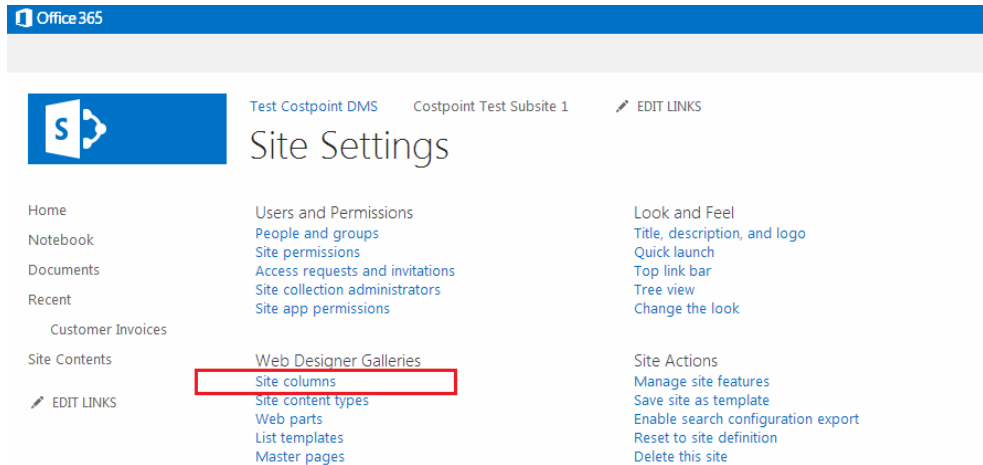 Office 365
Test Costpoint DMS Costpoint Test Subsite 1 EDIT LINKS
S
Site Settings
Home
Notebook
Documents
Recent
Customer Invoices
Site Contents
EDIT LINKS
Users and Permissions
People and groups
Site permissions
Access requests and invitations
Site collection administrators
Site app permissions
Look and Feel
Title, description, and logo
Quick launch
Top link bar
Tree view
Change the look
Web Designer Galleries
Site columns
Site content types
Web parts
List templates
Master pages
Site Actions
Manage site features
Save site as template
Enable search configuration export
Reset to site definition
Delete this site